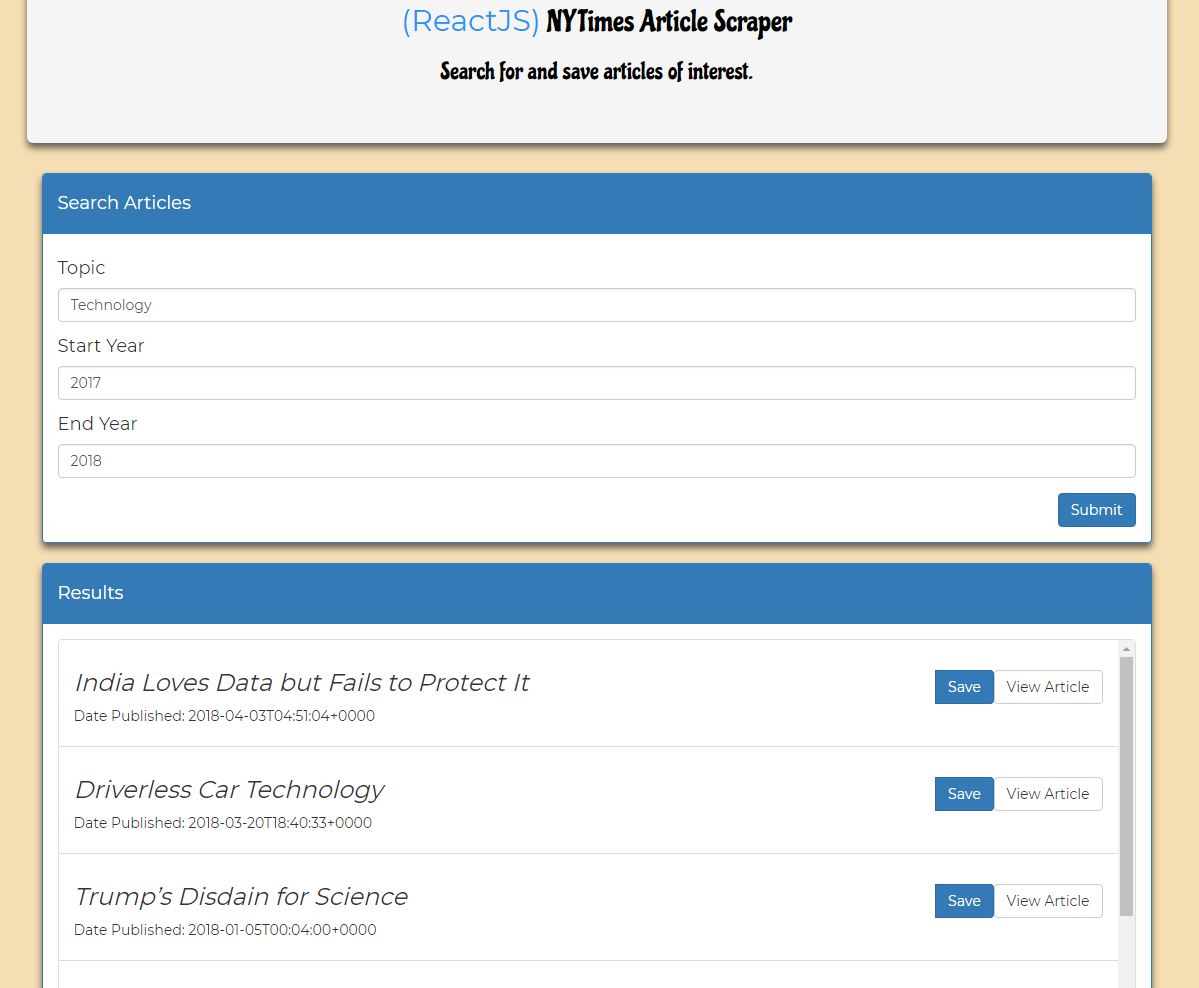 (ReactJS) NYTimes Article Scraper
Search for and save articles of interest.
Search Articles
Topic
Technology
Start Year
2017
End Year
2018
Submit
Results
India Loves Data but Fails to Protect It
Save View Article
Date Published: 2018-04-03T04:51:04+0000
Driverless Car Technology
Save View Article
Date Published: 2018-03-20T18:40:33+0000
Trump’s Disdain for Science
Save View Article
Date Published: 2018-01-05T00:04:00+0000